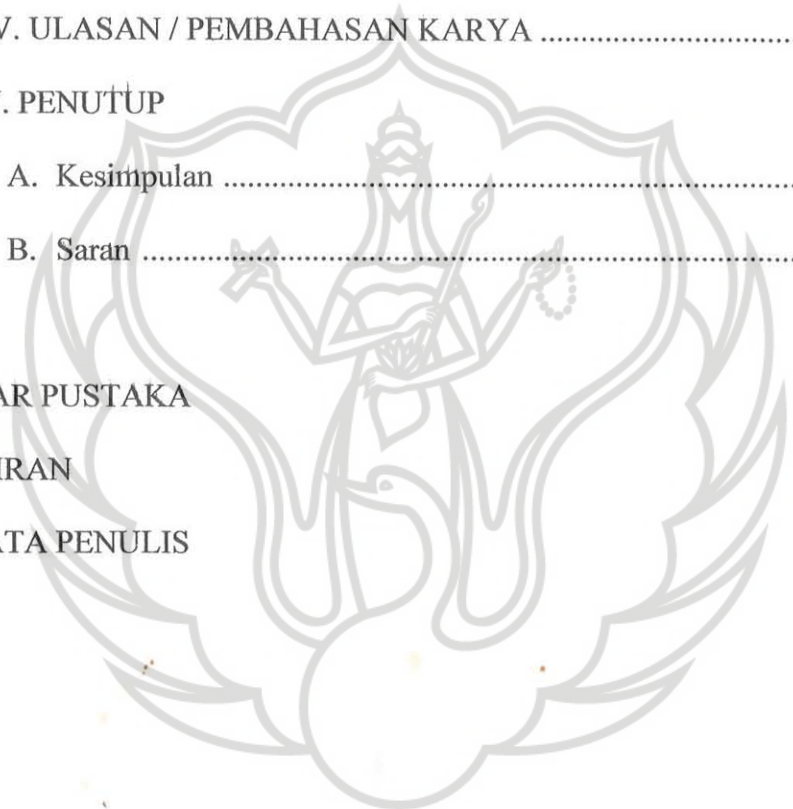 V. ULASAN / PEMBAHASAN KARYA ................................
. PENUTUP
A. Kesimpulan ................................................................
B. Saran ................................................................
AR PUSTAKA
IRAN
ATA PENULIS